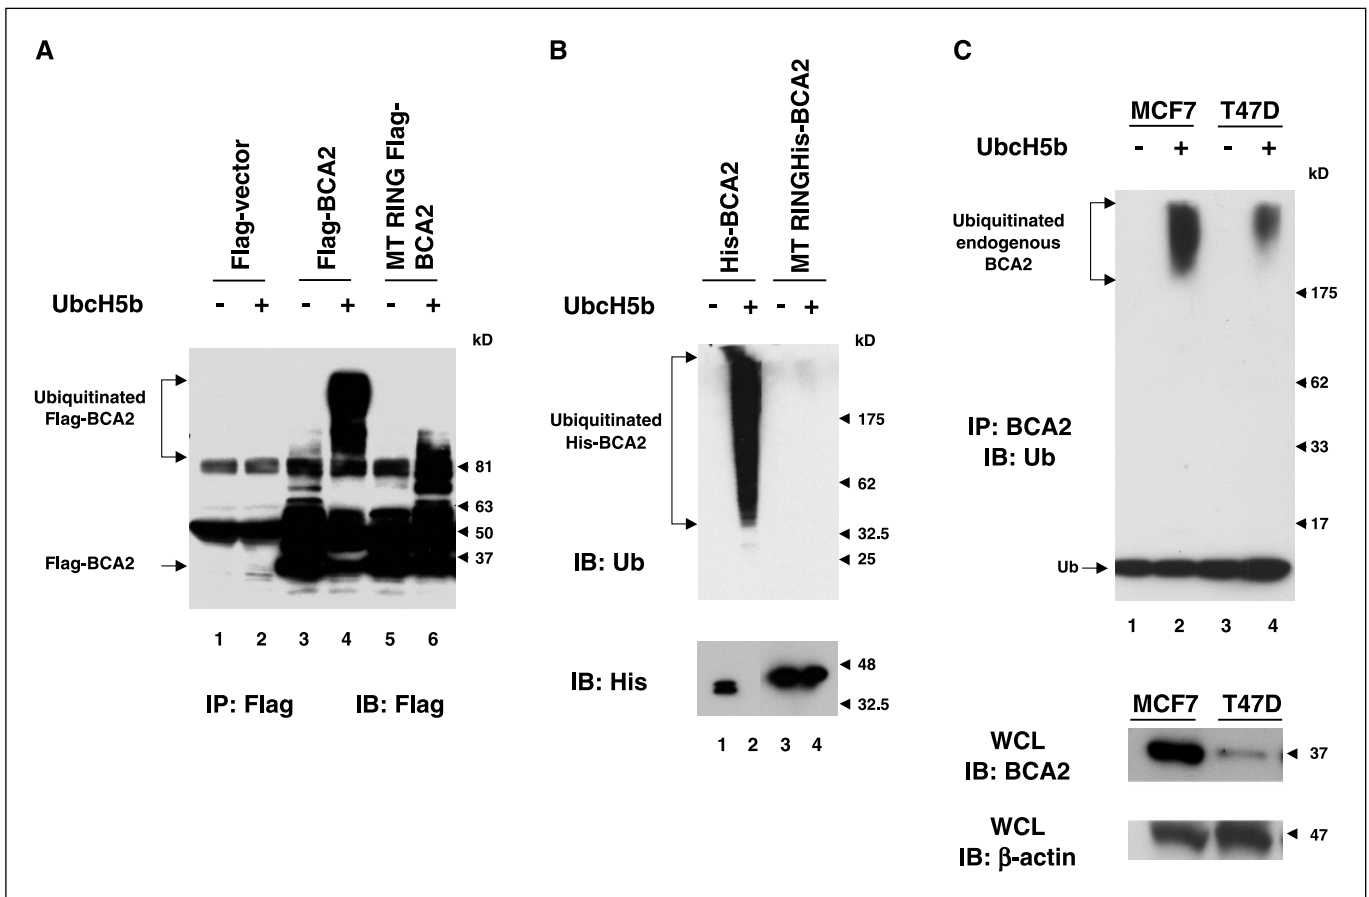 A
Flag-vector
Flag-BCA2
MT RING Flag-
BCA2
UbcH5b
- + - + - +
kD
Ubiquitinated
Flag-BCA2
81
63
50
37
Flag-BCA2
1 2 3 4 5 6
IP: Flag IB: Flag
B
His-BCA2
MT RINGHis-BCA2
UbcH5b
- + - +
kD
Ubiquitinated
His-BCA2
175
62
32.5
25
IB: Ub
IB: His
48
32.5
1 2 3 4
C
MCF7 T47D
UbcH5b
- + - +
kD
Ubiquitinated
endogenous
BCA2
175
62
33
17
IP: BCA2
IB: Ub
Ub
1 2 3 4
MCF7 T47D
WCL
IB: BCA2
37
WCL
IB: β-actin
47